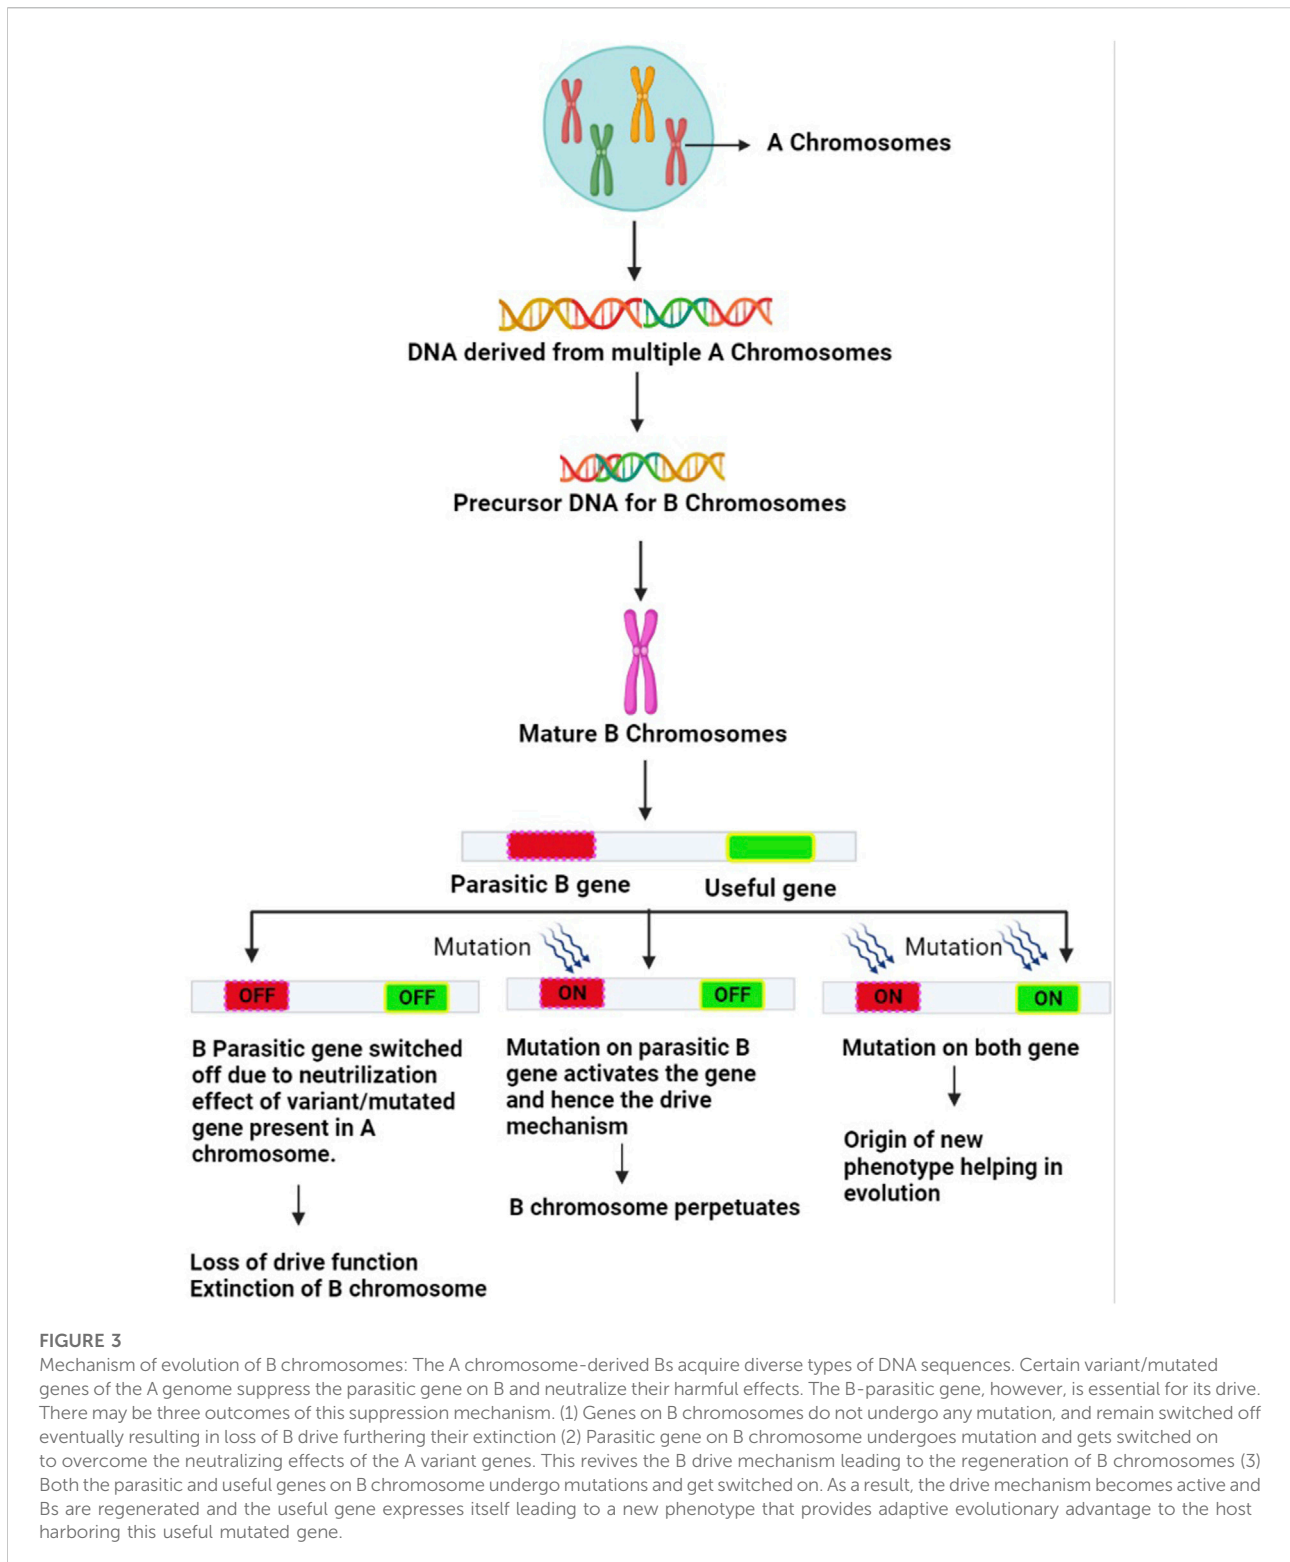 A Chromosomes
DNA derived from multiple A Chromosomes
Precursor DNA for B Chromosomes
Mature B Chromosomes
Parasitic B gene
Useful gene
Mutation
Mutation
OFF
OFF
ON
OFF
ON
ON
B Parasitic gene switched
off due to neutrilization
effect of variant/mutated
gene present in A
chromosome.
Loss of drive function
Extinction of B chromosome
Mutation on parasitic B
gene activates the gene
and hence the drive
mechanism
B chromosome perpetuates
Mutation on both gene
Origin of new
phenotype helping in
evolution
FIGURE 3
Mechanism of evolution of B chromosomes: The A chromosome-derived Bs acquire diverse types of DNA sequences. Certain variant/mutated
genes of the A genome suppress the parasitic gene on B and neutralize their harmful effects. The B-parasitic gene, however, is essential for its drive.
There may be three outcomes of this suppression mechanism. (1) Genes on B chromosomes do not undergo any mutation, and remain switched off
eventually resulting in loss of B drive furthering their extinction (2) Parasitic gene on B chromosome undergoes mutation and gets switched on
to overcome the neutralizing effects of the A variant genes. This revives the B drive mechanism leading to the regeneration of B chromosomes (3)
Both the parasitic and useful genes on B chromosome undergo mutations and get switched on. As a result, the drive mechanism becomes active and
Bs are regenerated and the useful gene expresses itself leading to a new phenotype that provides adaptive evolutionary advantage to the host
harboring this useful mutated gene.